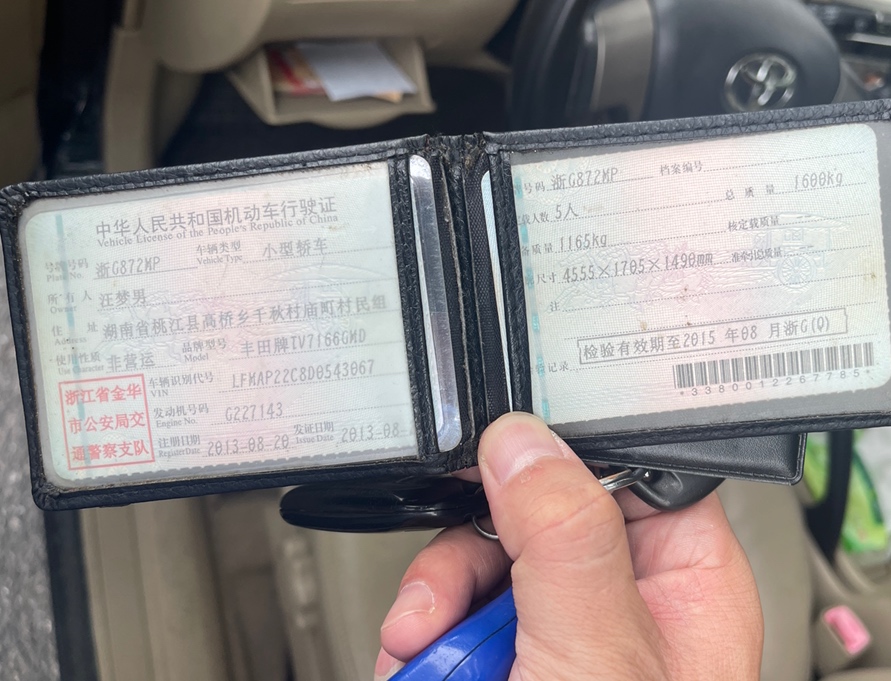 中华人民共和国机动车行驶证
Vehicle License of the People's Republic of China
号牌号码 浙G872MP 车辆类型 小型轿车
Plate No. Vehicle Type
所有人 汪梦男
Owner
住址 湖南省桃江县高桥乡千秋村庙町村民组
Address
使用性质 非营运 品牌型号 丰田牌TV7166GMD
Use Character Model
浙江省金华
市公安局交
通警察支队
车辆识别代号 LFMAP22C8D0543067
VIN
发动机号码 G227143
Engine No.
注册日期 2013-08-20 发证日期 2013-08-
Register Date Issue Date
号码 浙G872MP 档案编号
载人数 5人 总质量 1600kg
备质量 1165kg 核定载质量 --
尺寸 4555×1705×1490mm 准牵引总质量 --
注
检验有效期至2015年08月浙G(Q)
验记录
*3380012267785*